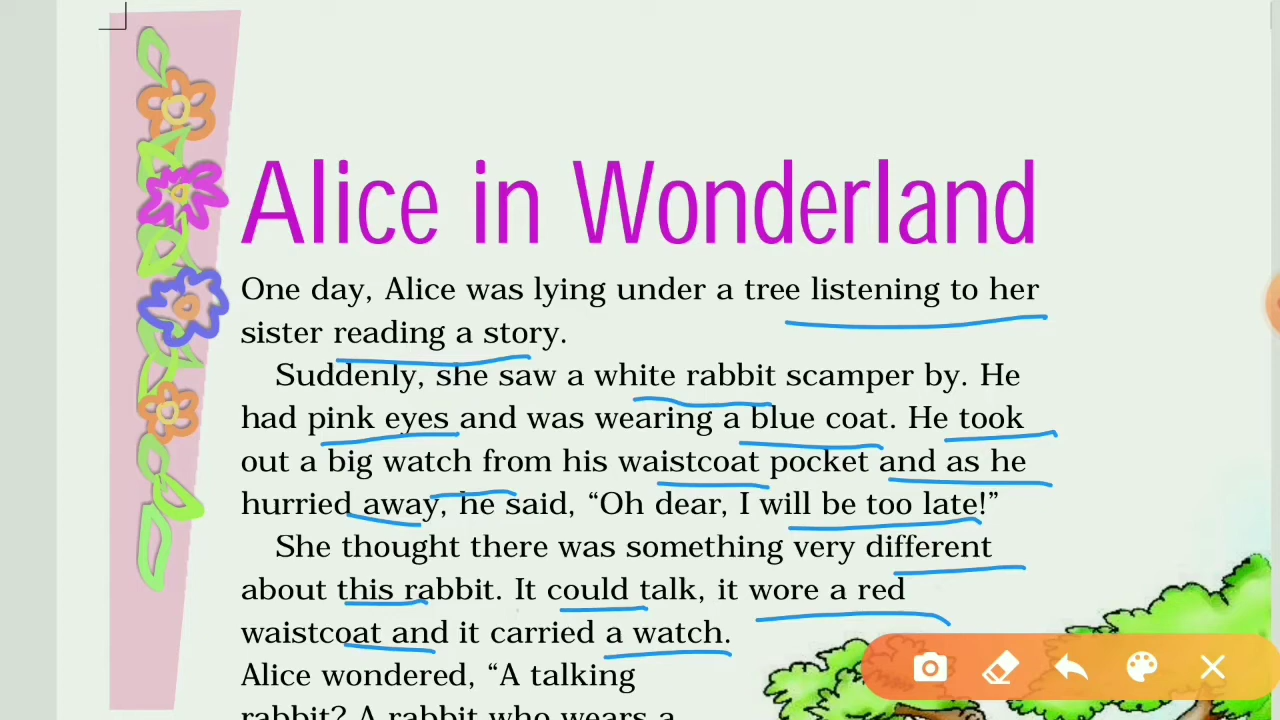 Alice in Wonderland
One day, Alice was lying under a tree listening to her
sister reading a story.
Suddenly, she saw a white rabbit scamper by. He
had pink eyes and was wearing a blue coat. He took
out a big watch from his waistcoat pocket and as he
hurried away, he said, “Oh dear, I will be too late!”
She thought there was something very different
about this rabbit. It could talk, it wore a red
waistcoat and it carried a watch.
Alice wondered, “A talking
rabbit? A rabbit who wears a